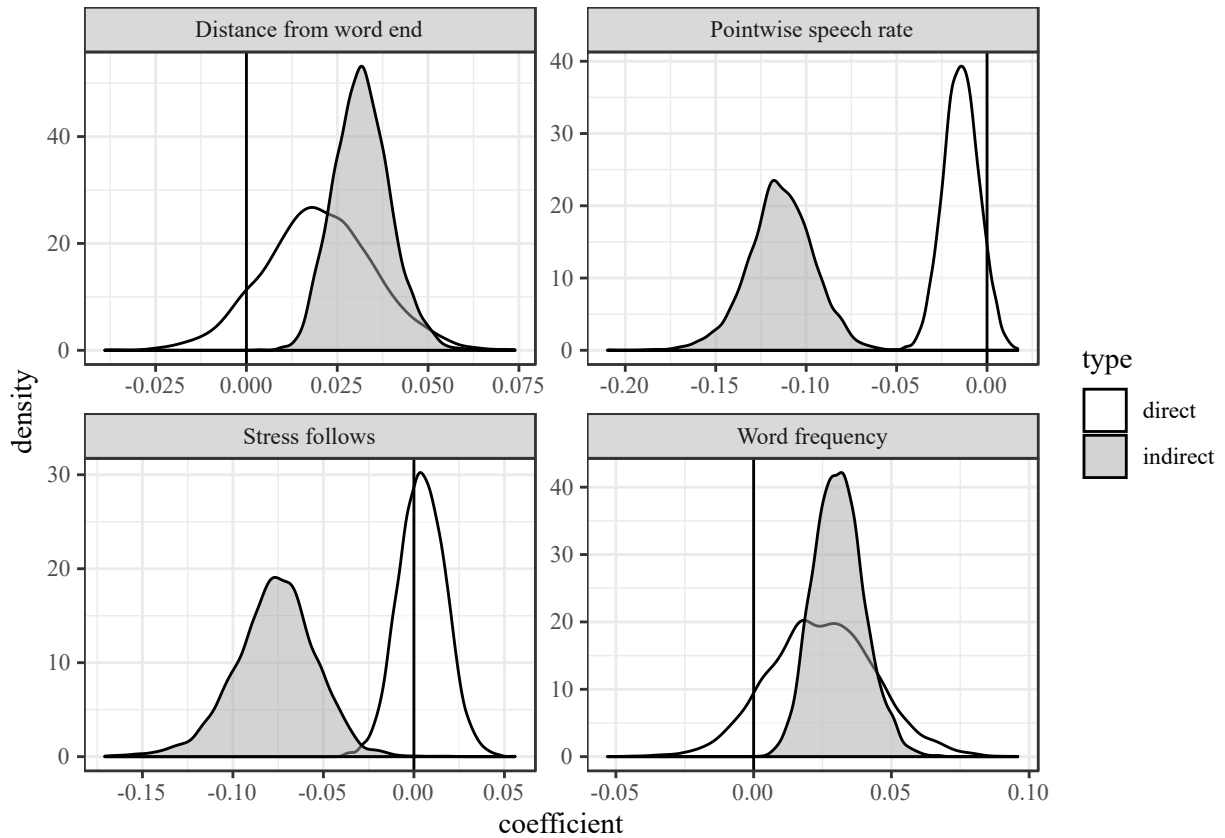 Distance from word end
Pointwise speech rate
40
20
0
-0.025 0.000 0.025 0.050 0.075
40
30
20
10
0
-0.20 -0.15 -0.10 -0.05 0.00
Stress follows
Word frequency
30
20
10
0
-0.15 -0.10 -0.05 0.00 0.05
40
30
20
10
0
-0.05 0.00 0.05 0.10
density
coefficient
type
direct
indirect